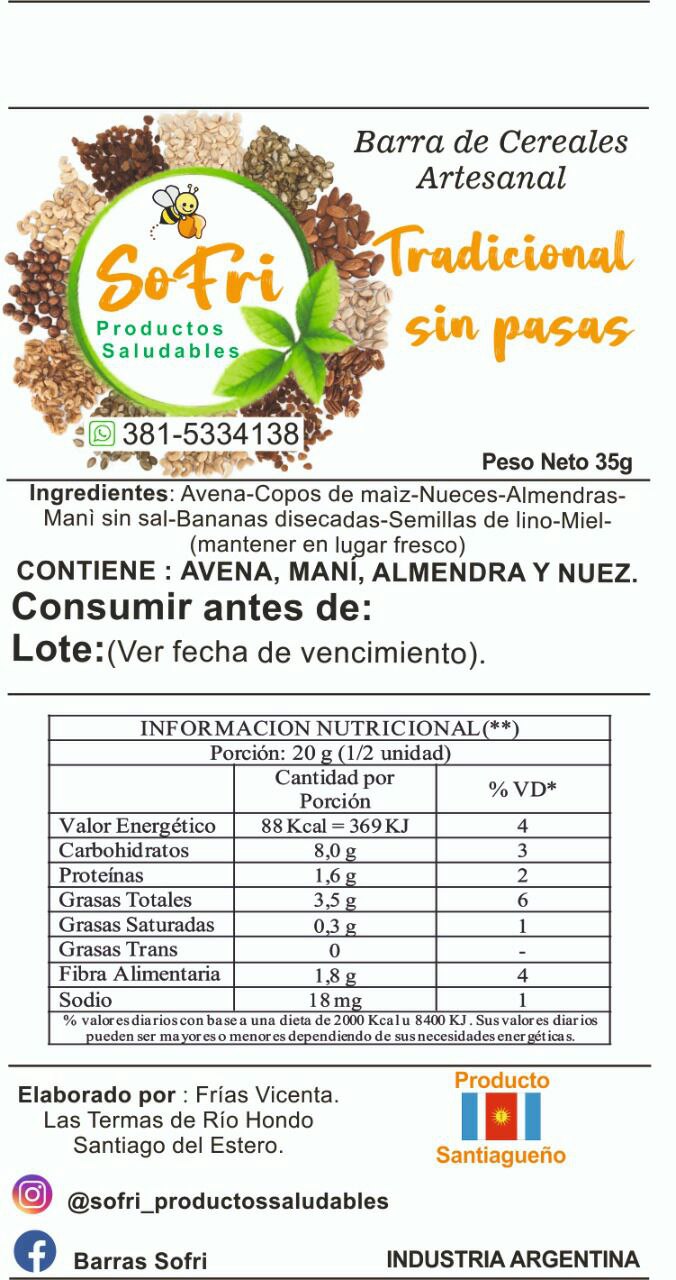 Barra de Cereales
Artesanal
SoFri
Productos
Saludables
Tradicional
sin pasas
381-5334138
Peso Neto 35g
Ingredientes: Avena-Copos de maìz-Nueces-Almendras-
Manì sin sal-Bananas disecadas-Semillas de lino-Miel-
(mantener en lugar fresco)
CONTIENE : AVENA, MANÍ, ALMENDRA Y NUEZ.
Consumir antes de:
Lote:(Ver fecha de vencimiento).
INFORMACION NUTRICIONAL(**)
Porción: 20 g (1/2 unidad)
Cantidad por Porción % VD*
Valor Energético 88 Kcal = 369 KJ 4
Carbohidratos 8,0 g 3
Proteínas 1,6 g 2
Grasas Totales 3,5 g 6
Grasas Saturadas 0,3 g 1
Grasas Trans 0 -
Fibra Alimentaria 1,8 g 4
Sodio 18 mg 1
% valores diarios con base a una dieta de 2000 Kcal u 8400 KJ. Sus valores diarios
pueden ser mayores o menores dependiendo de sus necesidades energéticas.
Elaborado por : Frías Vicenta.
Las Termas de Río Hondo
Santiago del Estero.
Producto
Santiagueño
@sofri_productossaludables
Barras Sofri
INDUSTRIA ARGENTINA